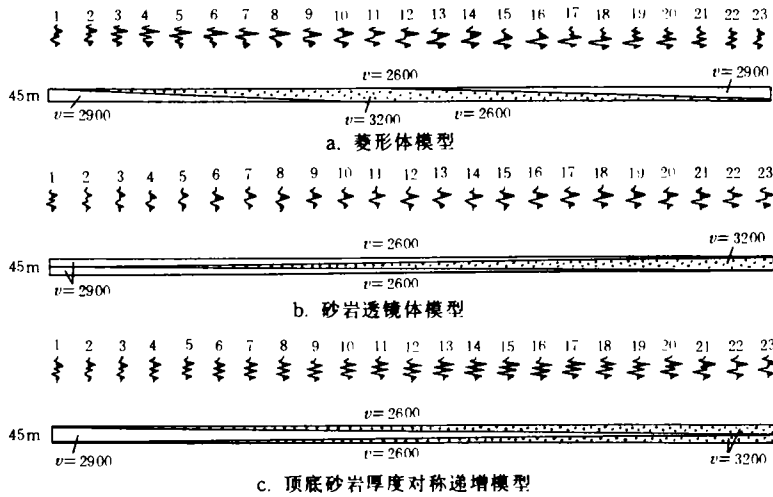 1 2 3 4 5 6 7 8 9 10 11 12 13 14 15 16 17 18 19 20 21 22 23
v=2600 v=2900
45m
v=2900 v=3200 v=2600
a. 菱形体模型
1 2 3 4 5 6 7 8 9 10 11 12 13 14 15 16 17 18 19 20 21 22 23
v=2600 v=3200
45m
v=2900 v=2600
b. 砂岩透镜体模型
1 2 3 4 5 6 7 8 9 10 11 12 13 14 15 16 17 18 19 20 21 22 23
v=2600
45m
v=2900 v=2600 v=3200
c. 顶底砂岩厚度对称递增模型